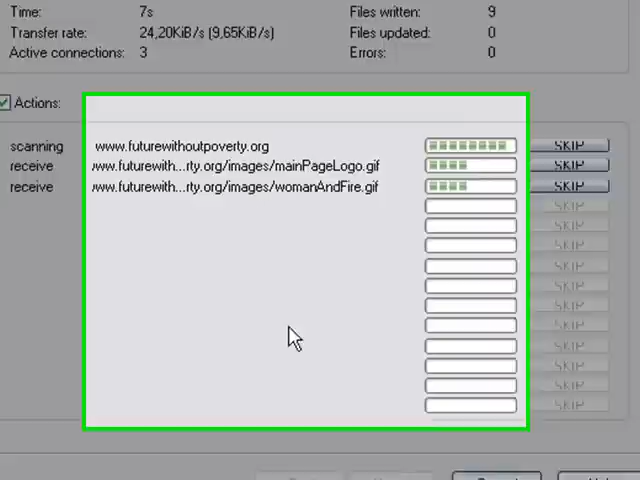 Time: 7s Files written: 9
Transfer rate: 24,20KiB/s (9,65KiB/s) Files updated: 0
Active connections: 3 Errors: 0
Actions:
scanning www.futurewithoutpoverty.org SKIP
receive www.futurewith...rty.org/images/mainPageLogo.gif SKIP
receive www.futurewith...rty.org/images/womanAndFire.gif SKIP
SKIP
SKIP
SKIP
SKIP
SKIP
SKIP
SKIP
SKIP
SKIP
SKIP
SKIP